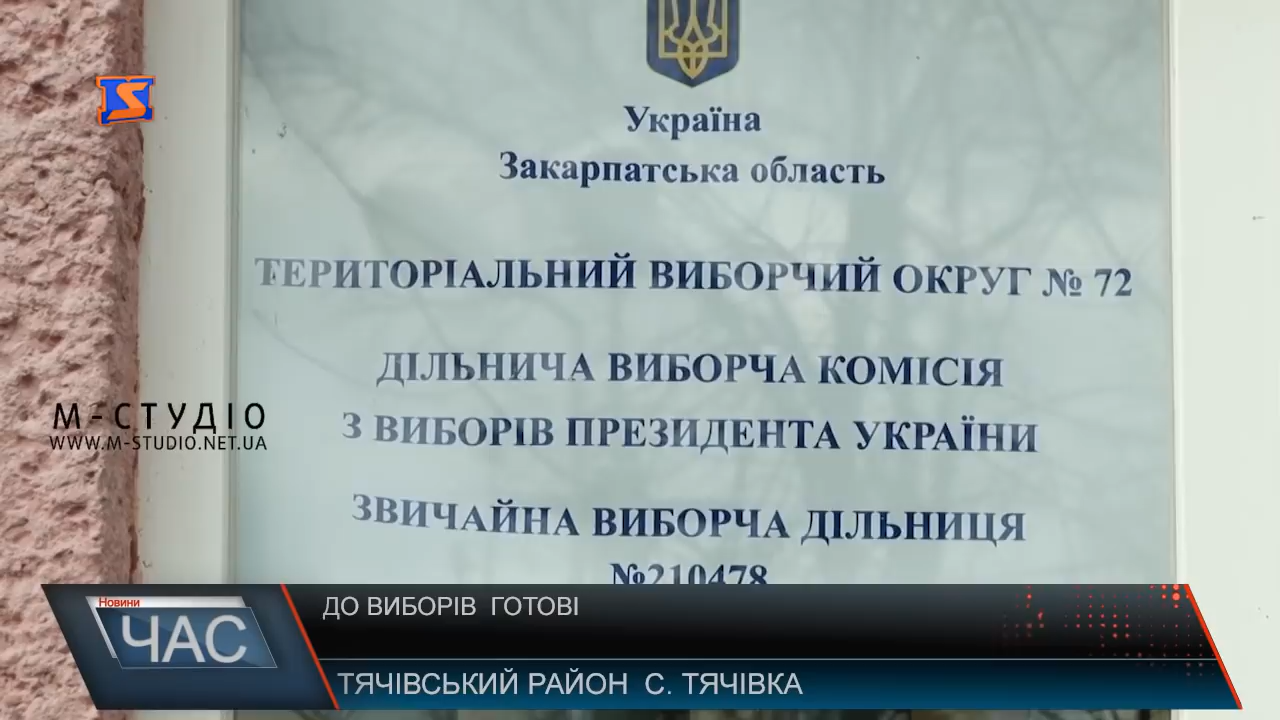 Україна
Закарпатська область
ТЕРИТОРІАЛЬНИЙ ВИБОРЧИЙ ОКРУГ № 72
ДІЛЬНИЧА ВИБОРЧА КОМІСІЯ
З ВИБОРІВ ПРЕЗИДЕНТА УКРАЇНИ
ЗВИЧАЙНА ВИБОРЧА ДІЛЬНИЦЯ
№210478
М-СТУДІО
WWW.M-STUDIO.NET.UA
Новини
ЧАС
ДО ВИБОРІВ ГОТОВІ
ТЯЧІВСЬКИЙ РАЙОН С. ТЯЧІВКА